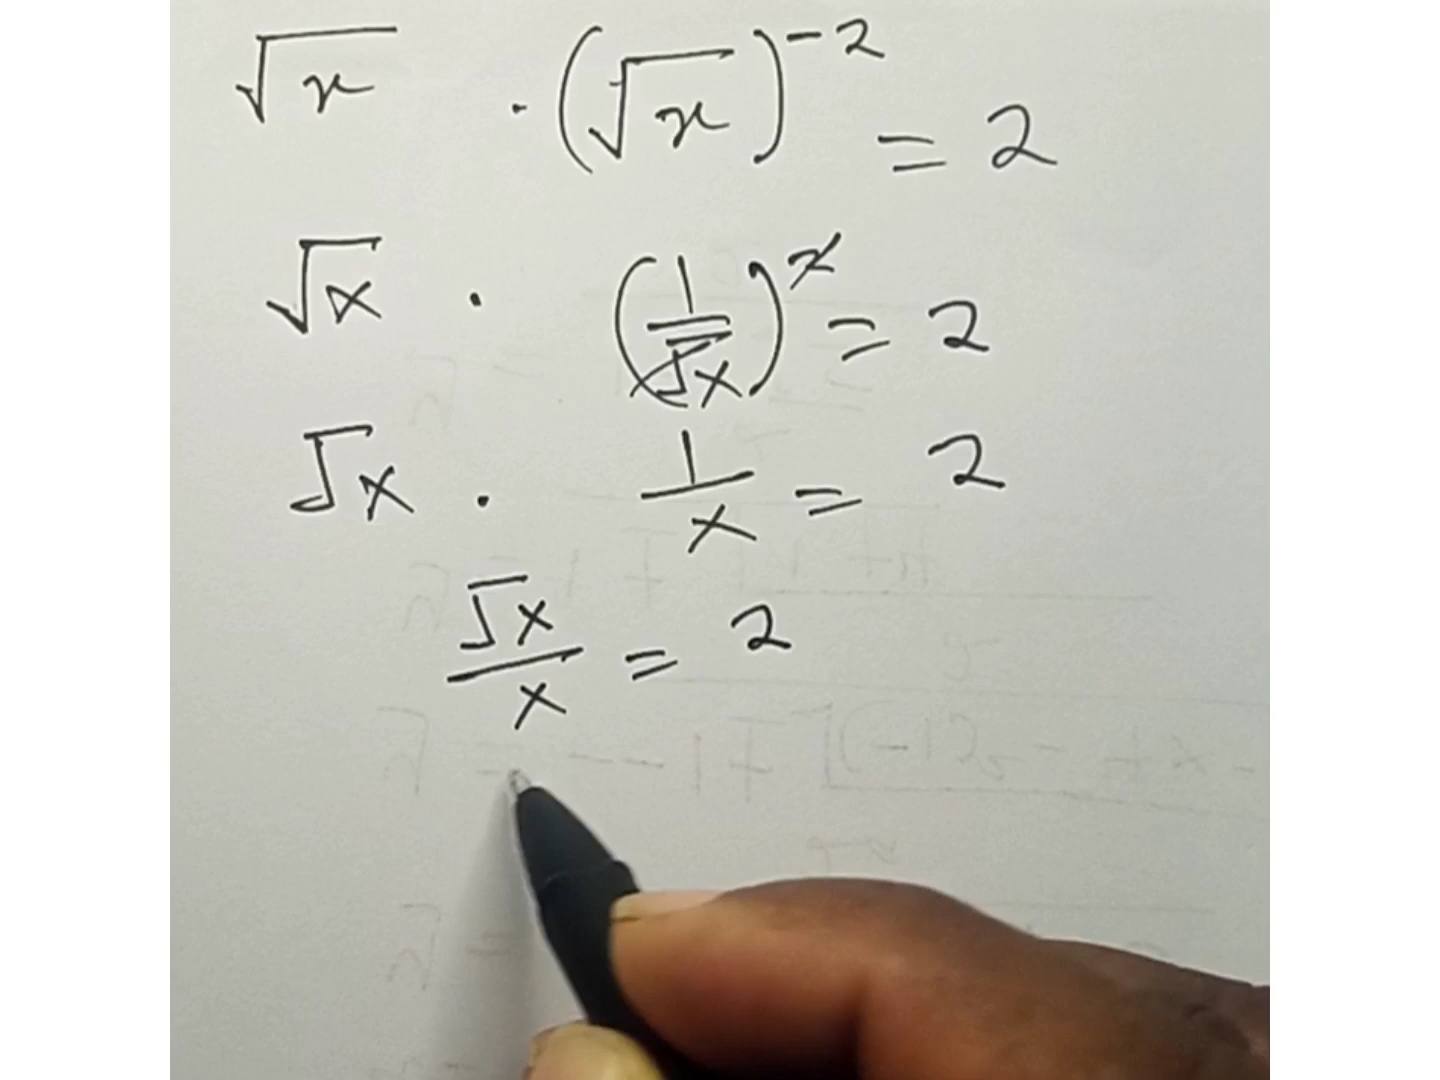 √x · (√x)⁻² = 2
√x · (1/√x)² = 2
√x · 1/x = 2
√x/x = 2